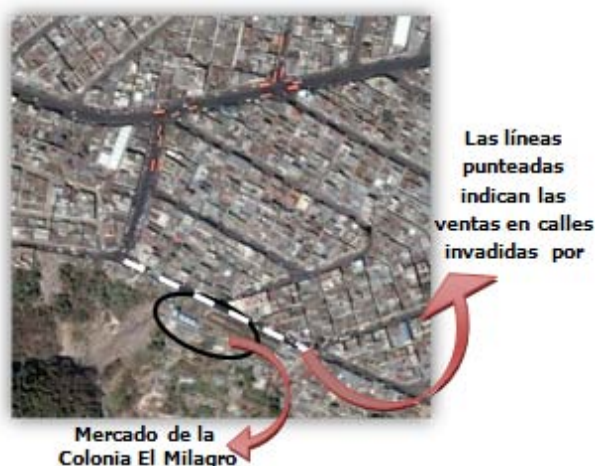 Las líneas
punteadas
indican las
ventas en calles
invadidas por
Mercado de la
Colonia El Milagro